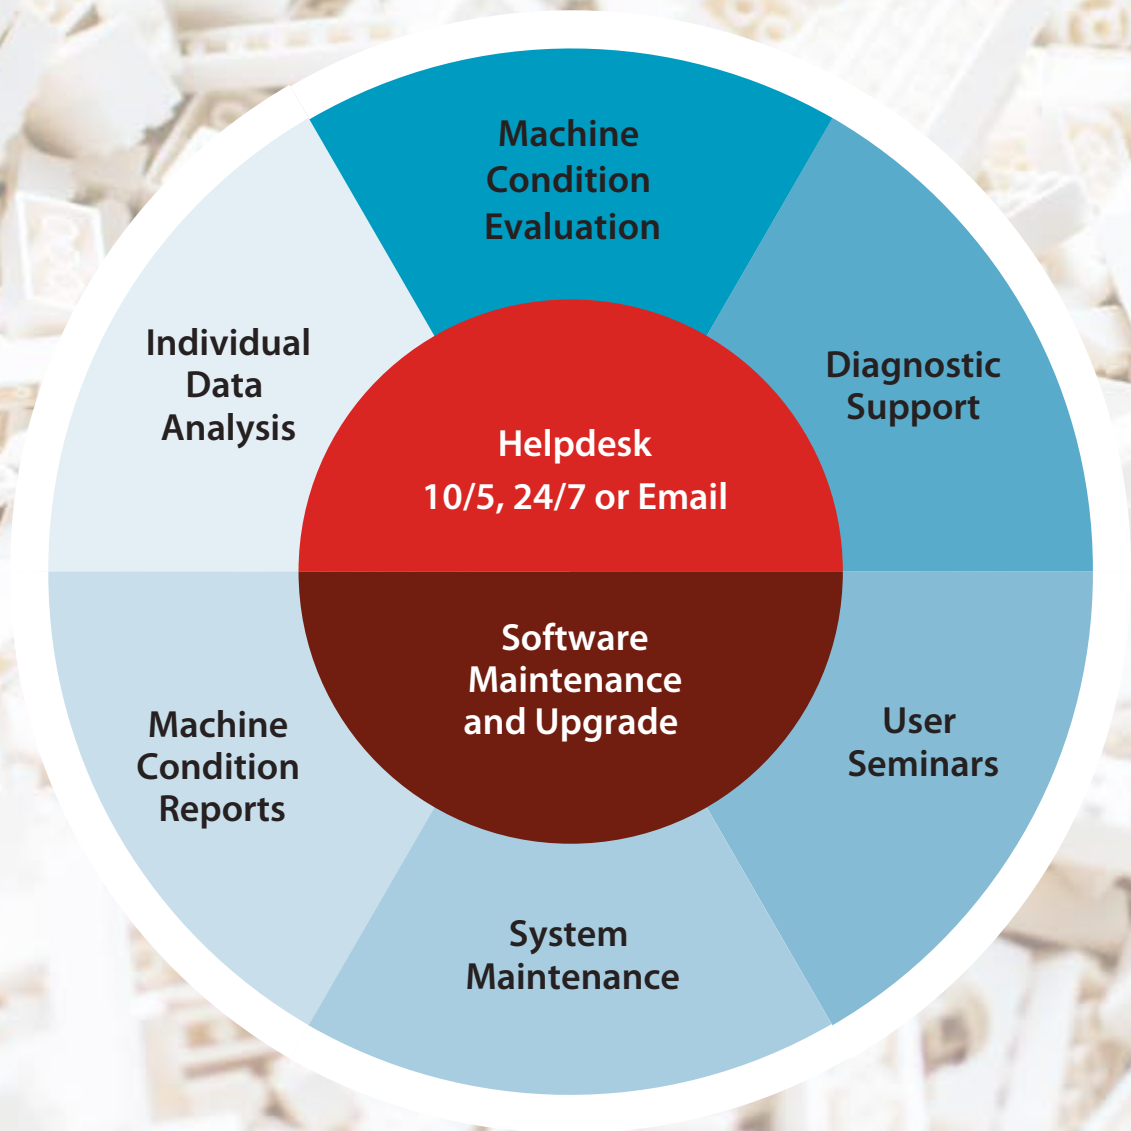 Machine
Condition
Evaluation
Diagnostic
Support
User
Seminars
System
Maintenance
Machine
Condition
Reports
Individual
Data
Analysis
Helpdesk
10/5, 24/7 or Email
Software
Maintenance
and Upgrade